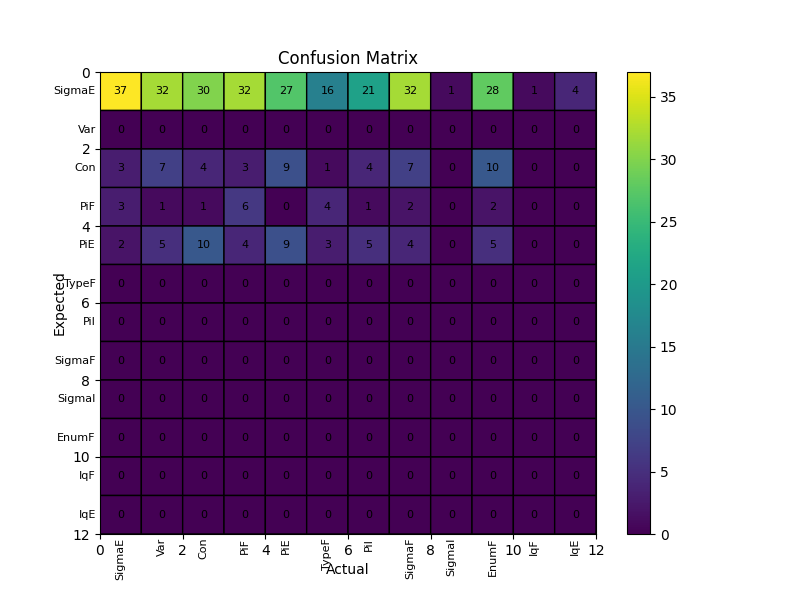 Confusion Matrix
0
SigmaE 37 32 30 32 27 16 21 32 1 28 1 4
Var 0 0 0 0 0 0 0 0 0 0 0 0
2
Con 3 7 4 3 9 1 4 7 0 10 0 0
PiF 3 1 1 6 0 4 1 2 0 2 0 0
4
PiE 2 5 10 4 9 3 5 4 0 5 0 0
Expected
TypeF 0 0 0 0 0 0 0 0 0 0 0 0
6
PiI 0 0 0 0 0 0 0 0 0 0 0 0
SigmaF 0 0 0 0 0 0 0 0 0 0 0 0
8
SigmaI 0 0 0 0 0 0 0 0 0 0 0 0
EnumF 0 0 0 0 0 0 0 0 0 0 0 0
10
IqF 0 0 0 0 0 0 0 0 0 0 0 0
IqE 0 0 0 0 0 0 0 0 0 0 0 0
12
0 2 4 6 8 10 12
SigmaE Var Con PiF PiE TypeF PiI SigmaF SigmaI EnumF IqF IqE
Actual
35
30
25
20
15
10
5
0